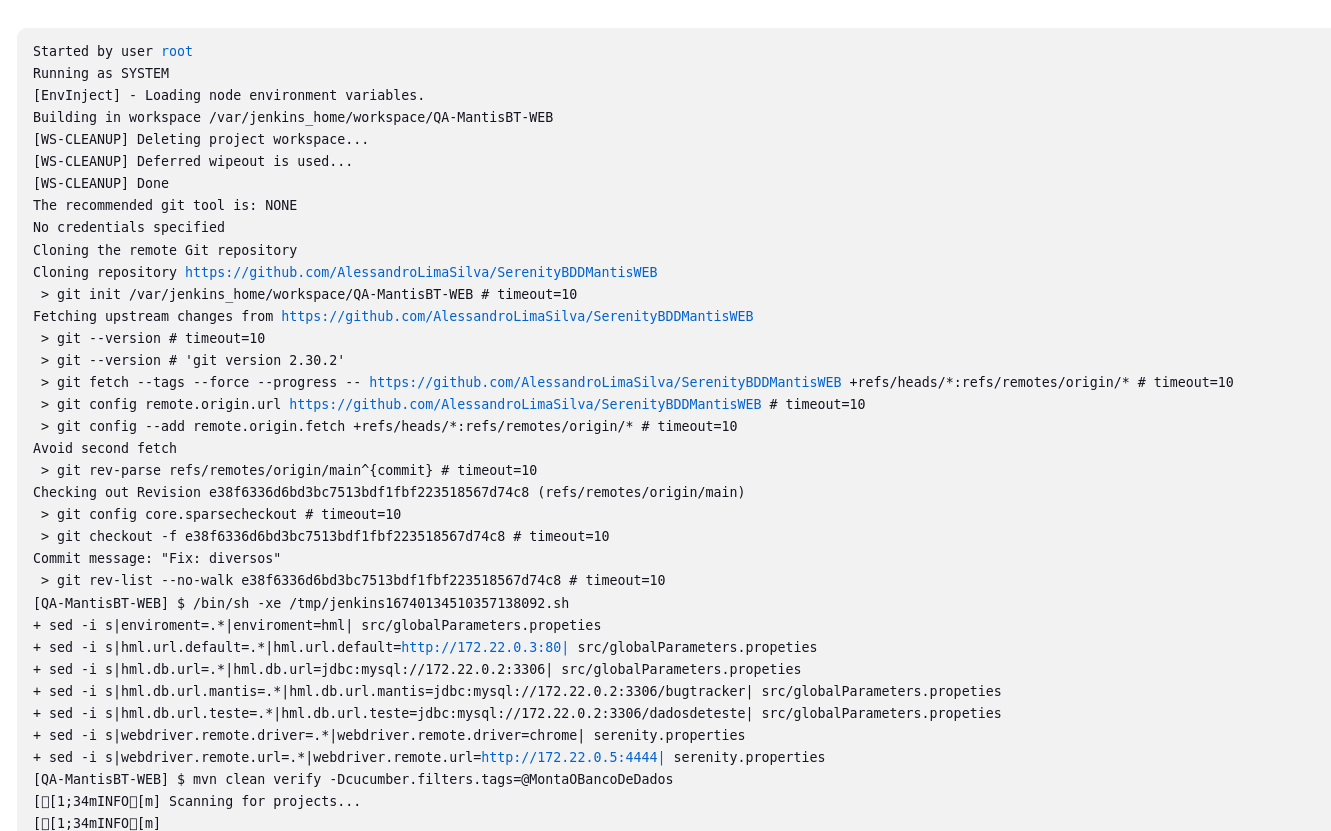 Started by user root
Running as SYSTEM
[EnvInject] - Loading node environment variables.
Building in workspace /var/jenkins_home/workspace/QA-MantisBT-WEB
[WS-CLEANUP] Deleting project workspace...
[WS-CLEANUP] Deferred wipeout is used...
[WS-CLEANUP] Done
The recommended git tool is: NONE
No credentials specified
Cloning the remote Git repository
Cloning repository https://github.com/AlessandroLimaSilva/SerenityBDDMantisWEB
 > git init /var/jenkins_home/workspace/QA-MantisBT-WEB # timeout=10
Fetching upstream changes from https://github.com/AlessandroLimaSilva/SerenityBDDMantisWEB
 > git --version # timeout=10
 > git --version # 'git version 2.30.2'
 > git fetch --tags --force --progress -- https://github.com/AlessandroLimaSilva/SerenityBDDMantisWEB +refs/heads/*:refs/remotes/origin/* # timeout=10
 > git config remote.origin.url https://github.com/AlessandroLimaSilva/SerenityBDDMantisWEB # timeout=10
 > git config --add remote.origin.fetch +refs/heads/*:refs/remotes/origin/* # timeout=10
Avoid second fetch
 > git rev-parse refs/remotes/origin/main^{commit} # timeout=10
Checking out Revision e38f6336d6bd3bc7513bdf1fbf223518567d74c8 (refs/remotes/origin/main)
 > git config core.sparsecheckout # timeout=10
 > git checkout -f e38f6336d6bd3bc7513bdf1fbf223518567d74c8 # timeout=10
Commit message: "Fix: diversos"
 > git rev-list --no-walk e38f6336d6bd3bc7513bdf1fbf223518567d74c8 # timeout=10
[QA-MantisBT-WEB] $ /bin/sh -xe /tmp/jenkins16740134510357138092.sh
+ sed -i s|enviroment=.*|enviroment=hml| src/globalParameters.propeties
+ sed -i s|hml.url.default=.*|hml.url.default=http://172.22.0.3:80| src/globalParameters.propeties
+ sed -i s|hml.db.url=.*|hml.db.url=jdbc:mysql://172.22.0.2:3306| src/globalParameters.propeties
+ sed -i s|hml.db.url.mantis=.*|hml.db.url.mantis=jdbc:mysql://172.22.0.2:3306/bugtracker| src/globalParameters.propeties
+ sed -i s|hml.db.url.teste=.*|hml.db.url.teste=jdbc:mysql://172.22.0.2:3306/dadosdeteste| src/globalParameters.propeties
+ sed -i s|webdriver.remote.driver=.*|webdriver.remote.driver=chrome| serenity.properties
+ sed -i s|webdriver.remote.url=.*|webdriver.remote.url=http://172.22.0.5:4444| serenity.properties
[QA-MantisBT-WEB] $ mvn clean verify -Dcucumber.filters.tags=@MontaOBancoDeDados
[▯[1;34mINFO▯[m] Scanning for projects...
[▯[1;34mINFO▯[m]